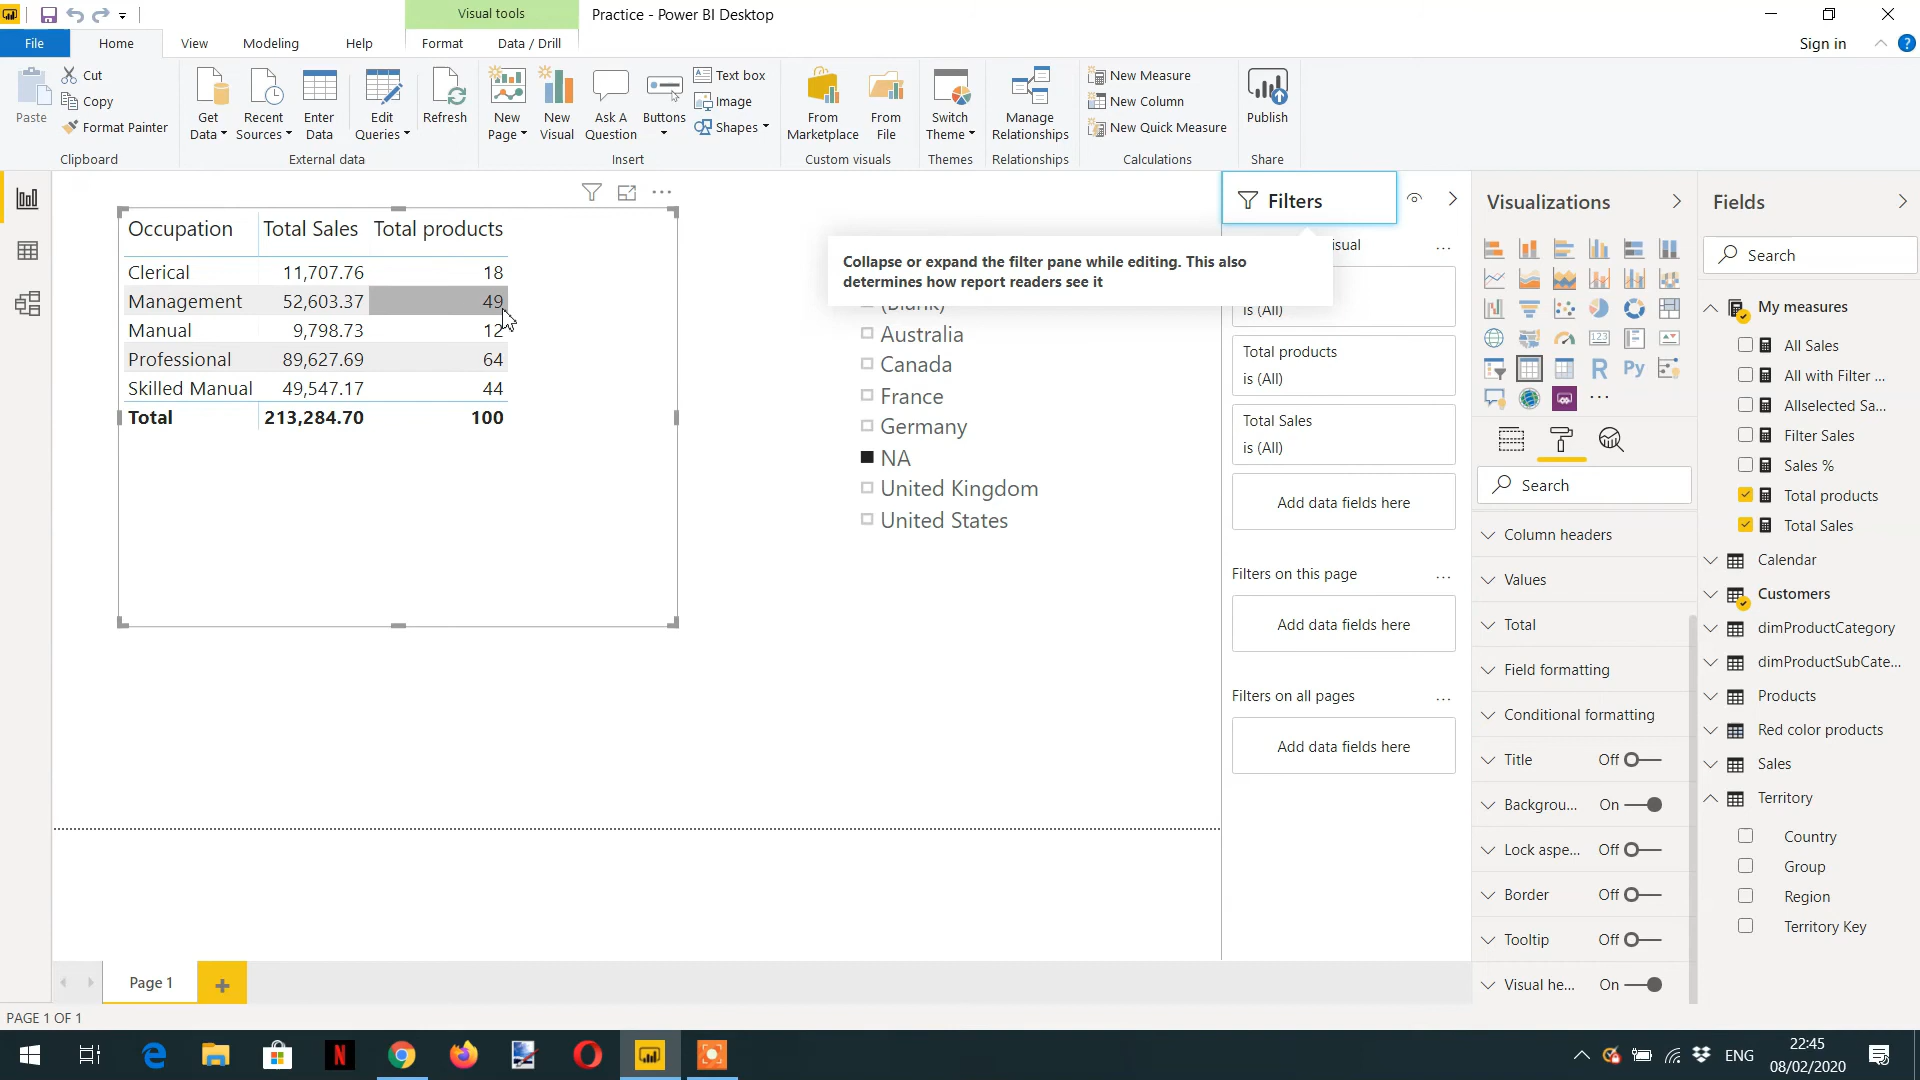 Visual tools
Practice - Power BI Desktop
File
Home
View
Modeling
Help
Format
Data / Drill
Sign in
?
Paste
Cut
Copy
Format Painter
Clipboard
Get Data
Recent Sources
Enter Data
Edit Queries
Refresh
External data
New Page
New Visual
Ask A Question
Buttons
Text box
Image
Shapes
Insert
From Marketplace
From File
Custom visuals
Switch Theme
Themes
Manage Relationships
Relationships
New Measure
New Column
New Quick Measure
Calculations
Publish
Share
Occupation Total Sales Total products
Clerical 11,707.76 18
Management 52,603.37 49
Manual 9,798.73 12
Professional 89,627.69 64
Skilled Manual 49,547.17 44
Total 213,284.70 100
Collapse or expand the filter pane while editing. This also
determines how report readers see it
(Blank)
Australia
Canada
France
Germany
NA
United Kingdom
United States
Filters
isual
is (All)
Total products
is (All)
Total Sales
is (All)
Add data fields here
Filters on this page
Add data fields here
Filters on all pages
Add data fields here
Visualizations
123
R
Py
Search
Column headers
Values
Total
Field formatting
Conditional formatting
Title Off
Backgrou... On
Lock aspe... Off
Border Off
Tooltip Off
Visual he... On
Fields
Search
My measures
All Sales
All with Filter ...
Allselected Sa...
Filter Sales
Sales %
Total products
Total Sales
Calendar
Customers
dimProductCategory
dimProductSubCate...
Products
Red color products
Sales
Territory
Country
Group
Region
Territory Key
Page 1
PAGE 1 OF 1
ENG
22:45
08/02/2020